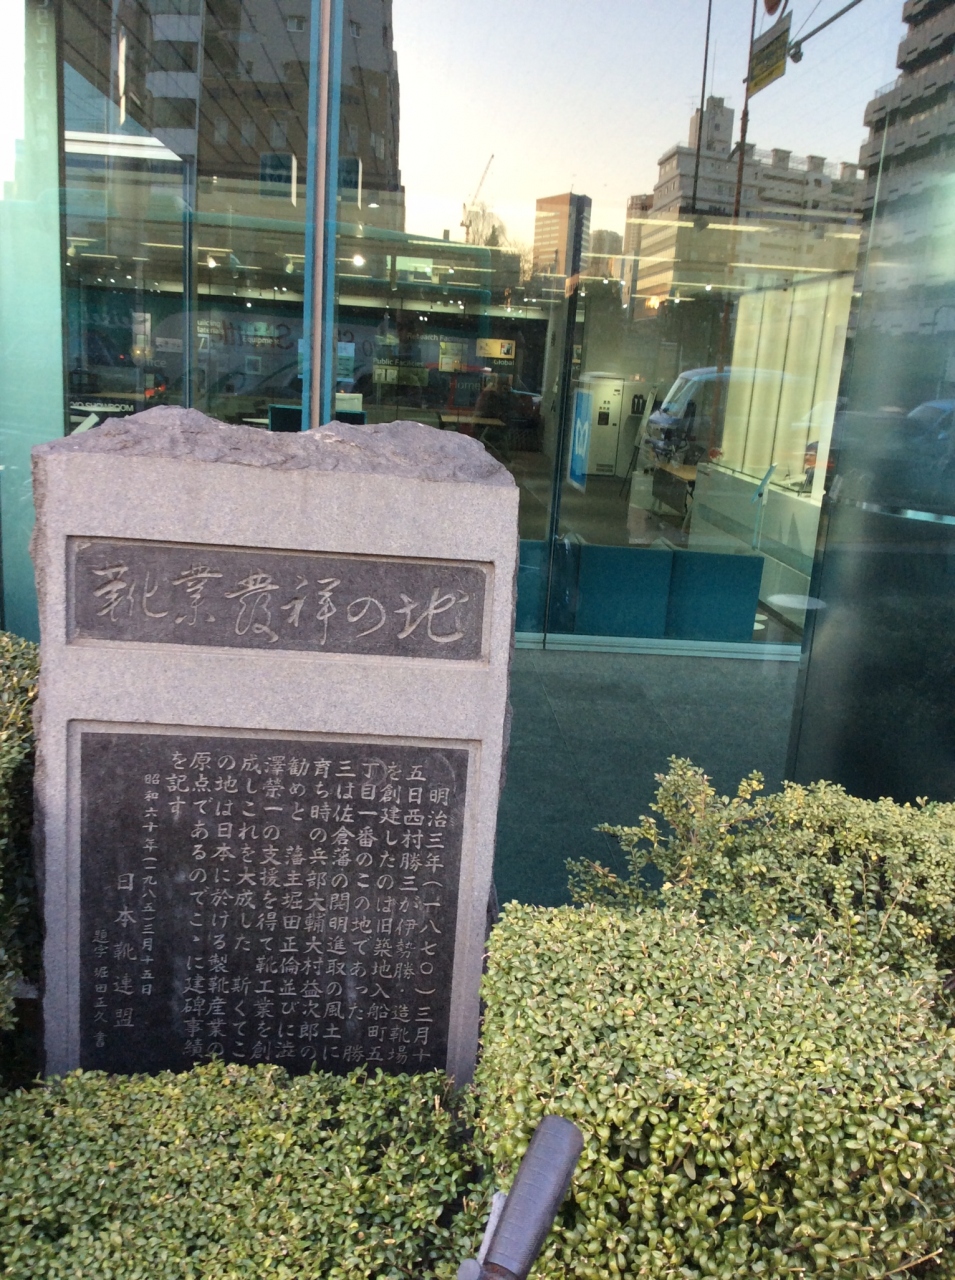 靴業發祥の地
明治三年(一八七〇)三月十
五日西村勝三が伊勢勝造靴場
を創建したのは旧築地入船町五
丁目一番のこの地であった 勝
三は佐倉藩の開明進取の風土に
育ち時の兵部大輔大村益次郎の
勧めと藩主堀田正倫並びに渋
澤榮一の支援を得て靴工業を創
成しこれを大成した 斯くてこ
の地は日本に於ける製靴産業の
原点であるのでここに建碑事績
を記す
昭和六十年(一九八五)三月十五日
日本靴連盟
題字 堀田正久 書
Public
Global
SHOWROOM